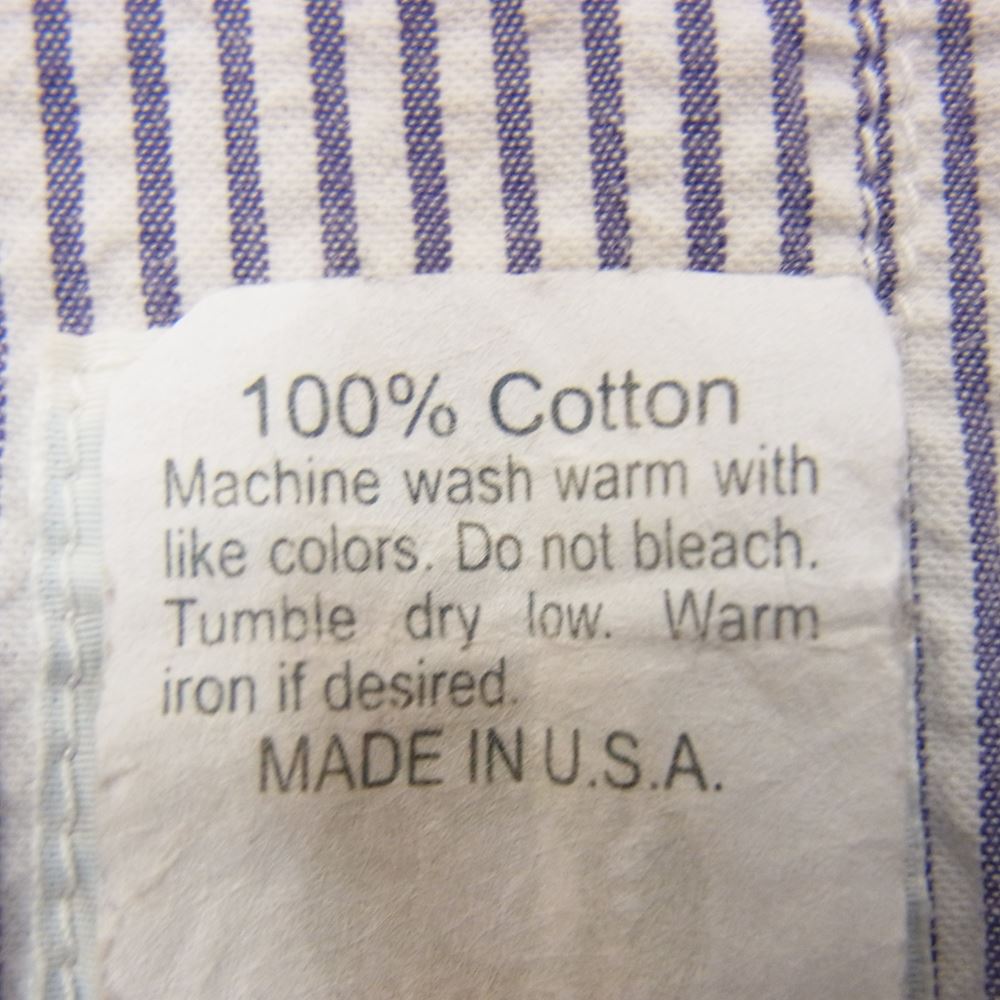 100% Cotton
Machine wash warm with
like colors. Do not bleach.
Tumble dry low. Warm
iron if desired.
MADE IN U.S.A.